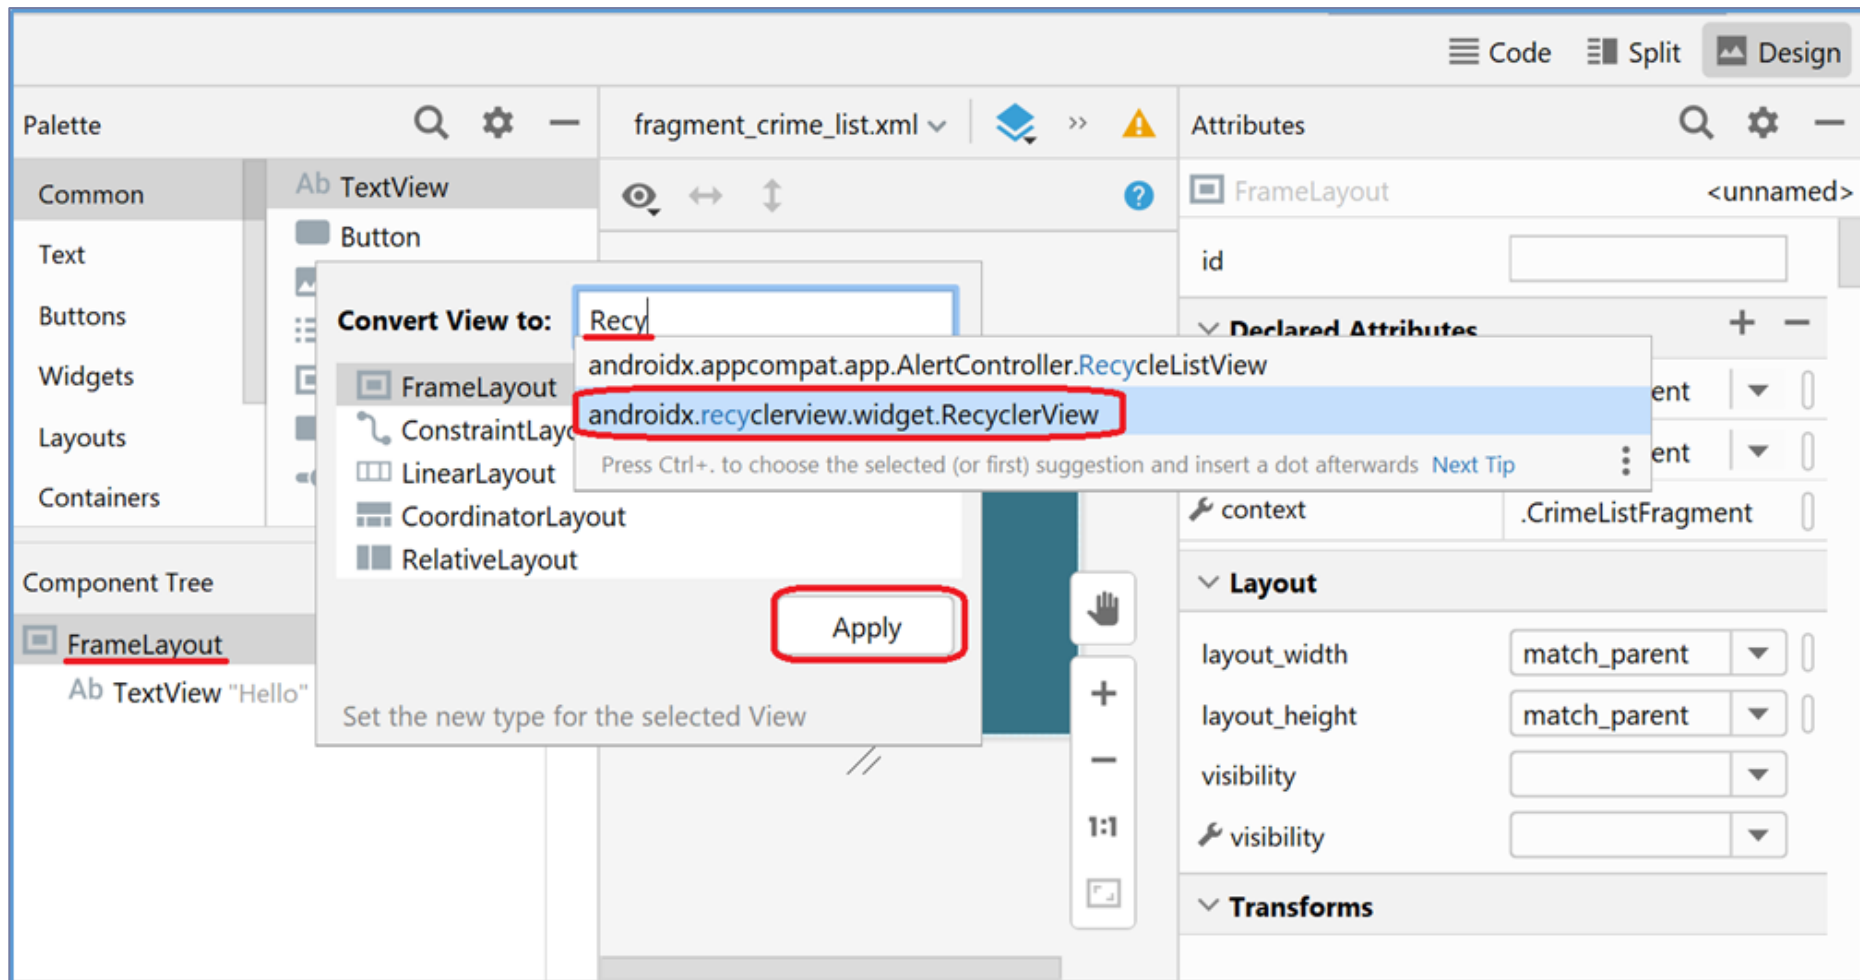 Code Split Design
Palette
fragment_crime_list.xml
Attributes
Common
Text
Buttons
Widgets
Layouts
Containers
Ab TextView
Button
FrameLayout <unnamed>
id
Declared Attributes
Convert View to: Recy
androidx.appcompat.app.AlertController.RecycleListView
androidx.recyclerview.widget.RecyclerView
Press Ctrl+. to choose the selected (or first) suggestion and insert a dot afterwards Next Tip
FrameLayout
ConstraintLayo
LinearLayout
CoordinatorLayout
RelativeLayout
Apply
Set the new type for the selected View
ent
ent
context .CrimeListFragment
Component Tree
FrameLayout
Ab TextView "Hello"
1:1
Layout
layout_width match_parent
layout_height match_parent
visibility
visibility
Transforms